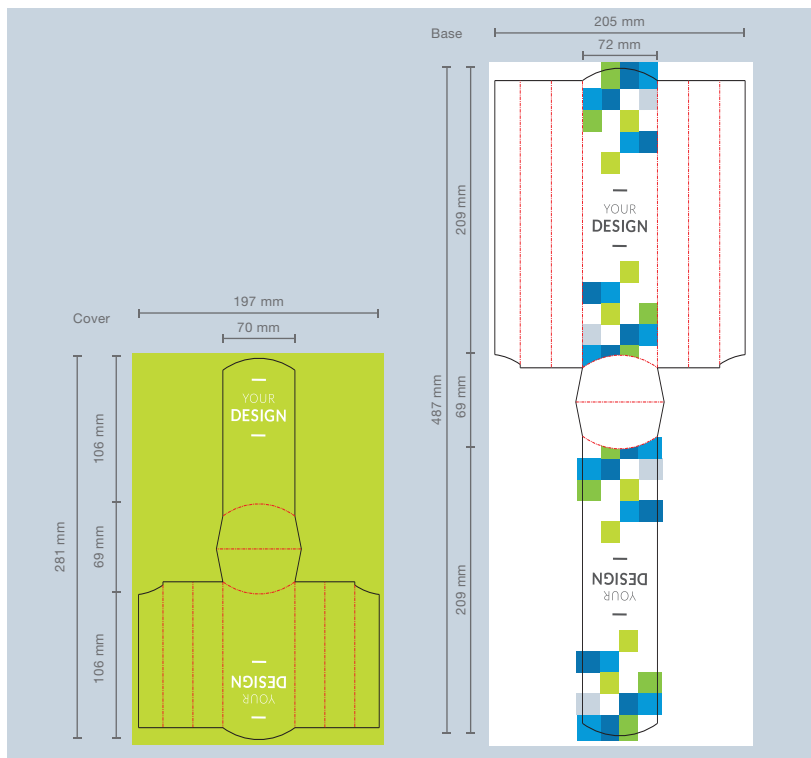 Cover
197 mm
70 mm
281 mm
106 mm
69 mm
106 mm
YOUR
DESIGN
YOUR
DESIGN
Base
205 mm
72 mm
487 mm
209 mm
69 mm
209 mm
YOUR
DESIGN
YOUR
DESIGN